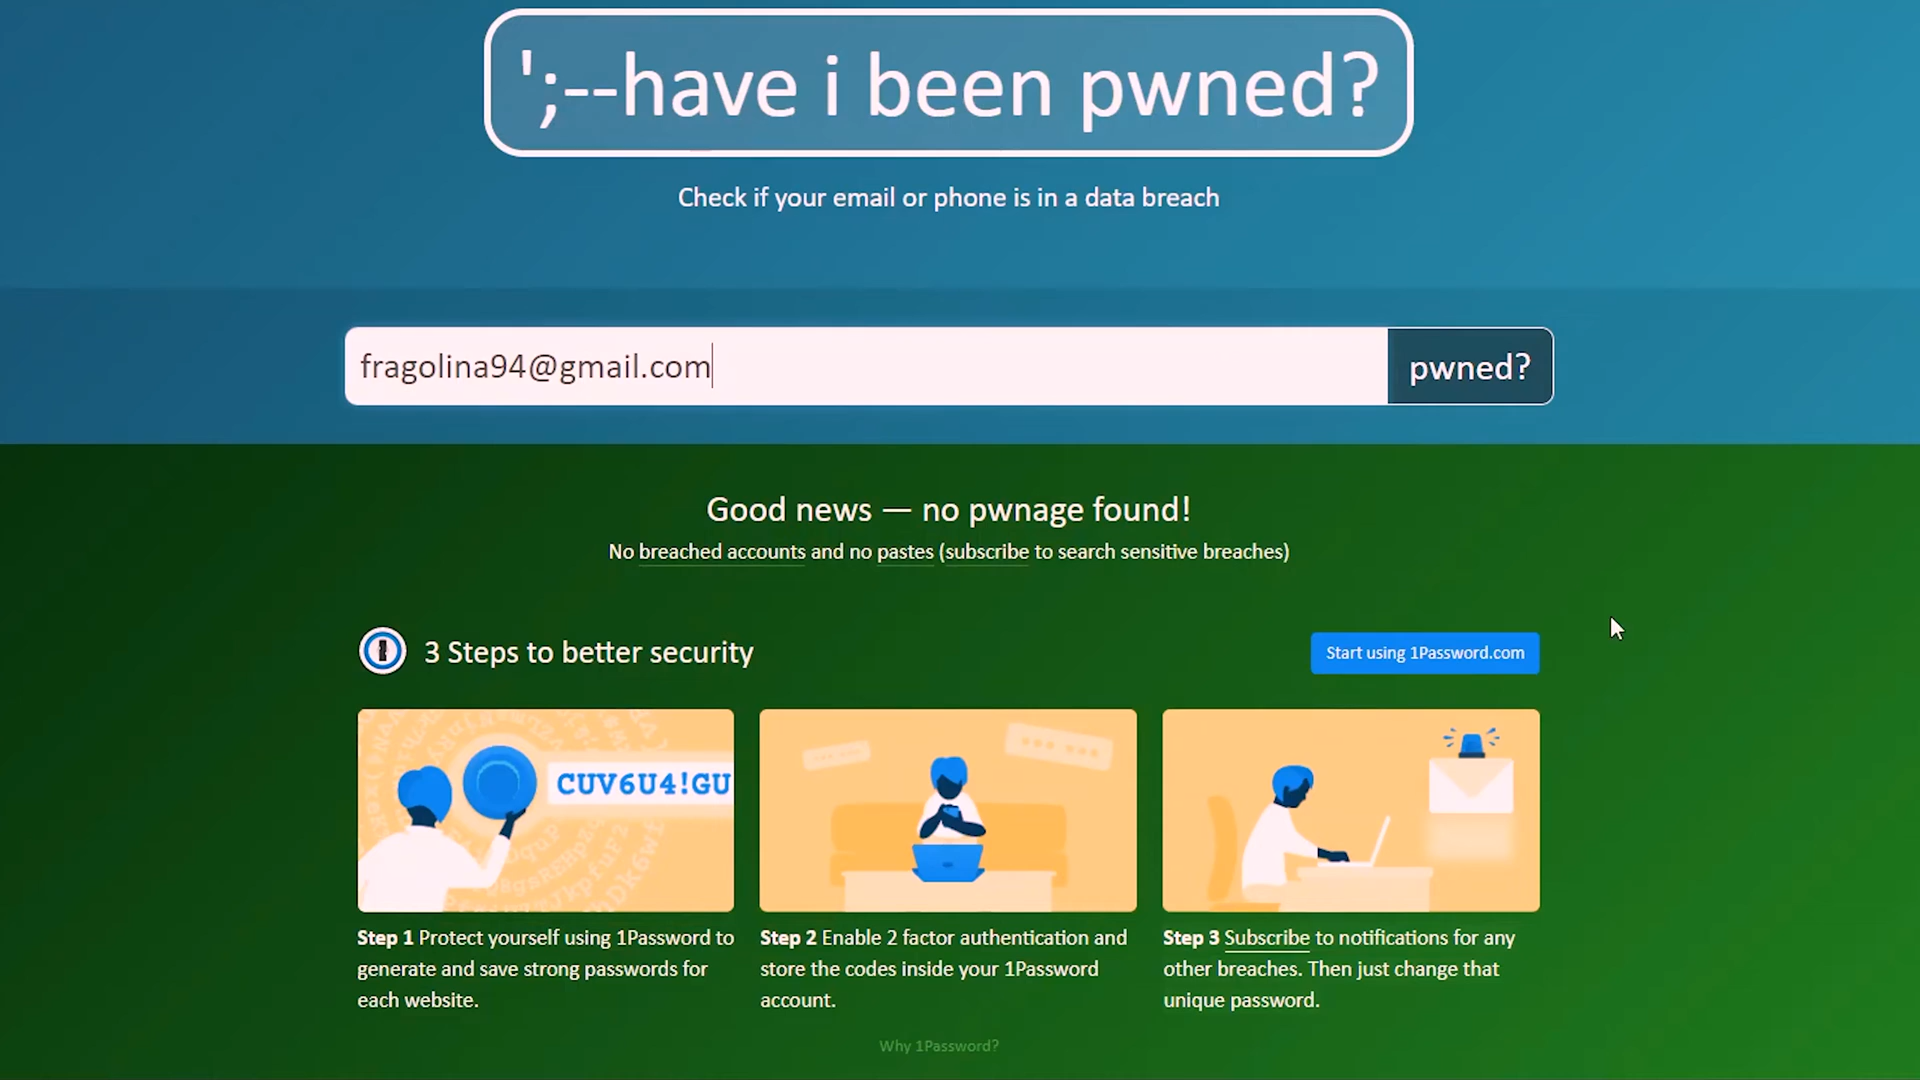 ';--have i been pwned?
Check if your email or phone is in a data breach
fragolina94@gmail.com
pwned?
Good news — no pwnage found!
No breached accounts and no pastes (subscribe to search sensitive breaches)
3 Steps to better security
Start using 1Password.com
CUV6U4!GU
Step 1 Protect yourself using 1Password to
generate and save strong passwords for
each website.
Step 2 Enable 2 factor authentication and
store the codes inside your 1Password
account.
Step 3 Subscribe to notifications for any
other breaches. Then just change that
unique password.
Why 1Password?